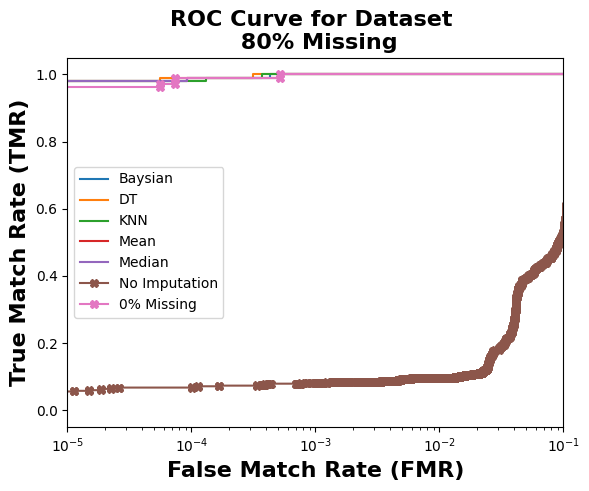 ROC Curve for Dataset
80% Missing
True Match Rate (TMR)
1.0
0.8
0.6
0.4
0.2
0.0
Baysian
DT
KNN
Mean
Median
No Imputation
0% Missing
10⁻⁵
10⁻⁴
10⁻³
10⁻²
10⁻¹
False Match Rate (FMR)